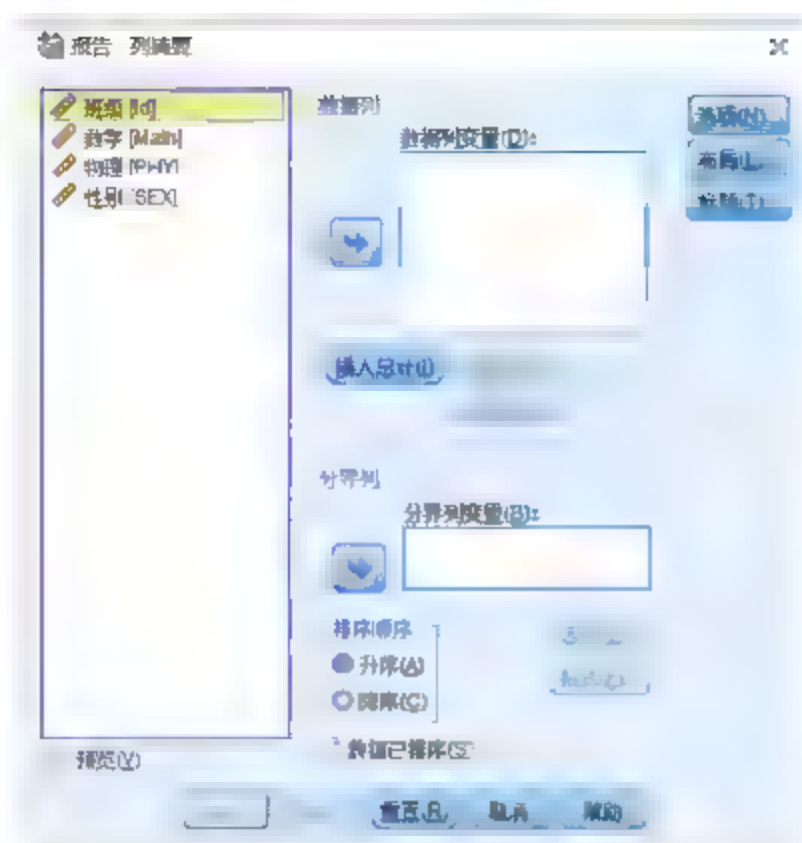 报告 列摘要
班组 [Id]
数学 [Math]
物理 [PHY]
性别 [SEX]
数据列
数据列变量(D):
选项(N)
布局(L)
标题(T)
插入总计(I)
分界列
分界列变量(B):
排序顺序
升序(A)
降序(C)
数据已排序(S)
预览(V)
重置(R)
取消
帮助